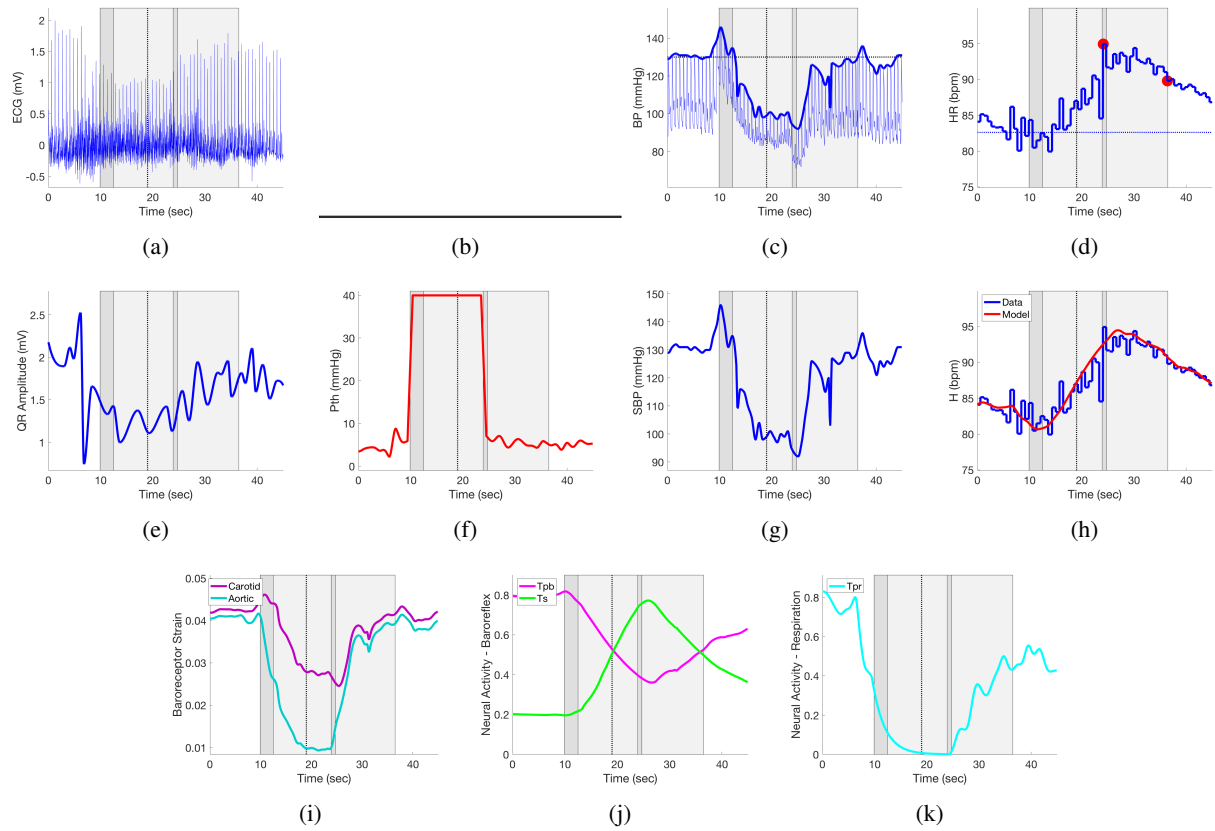 ECG (mV)
2
1.5
1
0.5
0
-0.5
0 10 20 30 40
Time (sec)
(a)
(b)
BP (mmHg)
140
120
100
80
0 10 20 30 40
Time (sec)
(c)
HR (bpm)
95
90
85
80
75
0 10 20 30 40
Time (sec)
(d)
QR Amplitude (mV)
2.5
2
1.5
1
0 10 20 30 40
Time (sec)
(e)
Pth (mmHg)
40
30
20
10
0
0 10 20 30 40
Time (sec)
(f)
SBP (mmHg)
150
140
130
120
110
100
90
0 10 20 30 40
Time (sec)
(g)
Data
Model
H (bpm)
95
90
85
80
75
0 10 20 30 40
Time (sec)
(h)
Carotid
Aortic
Baroreceptor Strain
0.05
0.04
0.03
0.02
0.01
0 10 20 30 40
Time (sec)
(i)
Tpb
Ts
Neural Activity - Baroreflex
0.8
0.6
0.4
0.2
0
0 10 20 30 40
Time (sec)
(j)
Tpr
Neural Activity - Respiration
0.8
0.6
0.4
0.2
0
0 10 20 30 40
Time (sec)
(k)